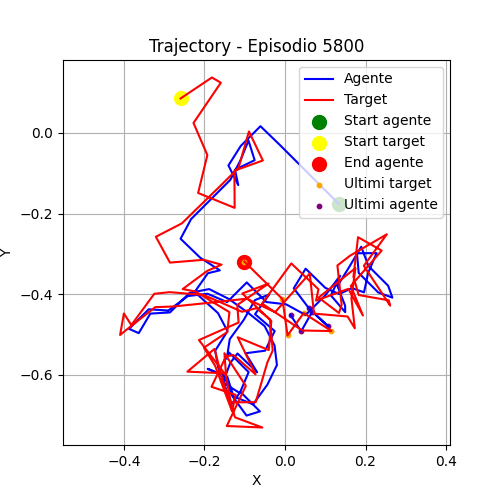 Trajectory - Episodio 5800
Agente
Target
Start agente
Start target
End agente
Ultimi target
Ultimi agente
0.0
−0.2
−0.4
−0.6
Y
−0.4
−0.2
0.0
0.2
0.4
X